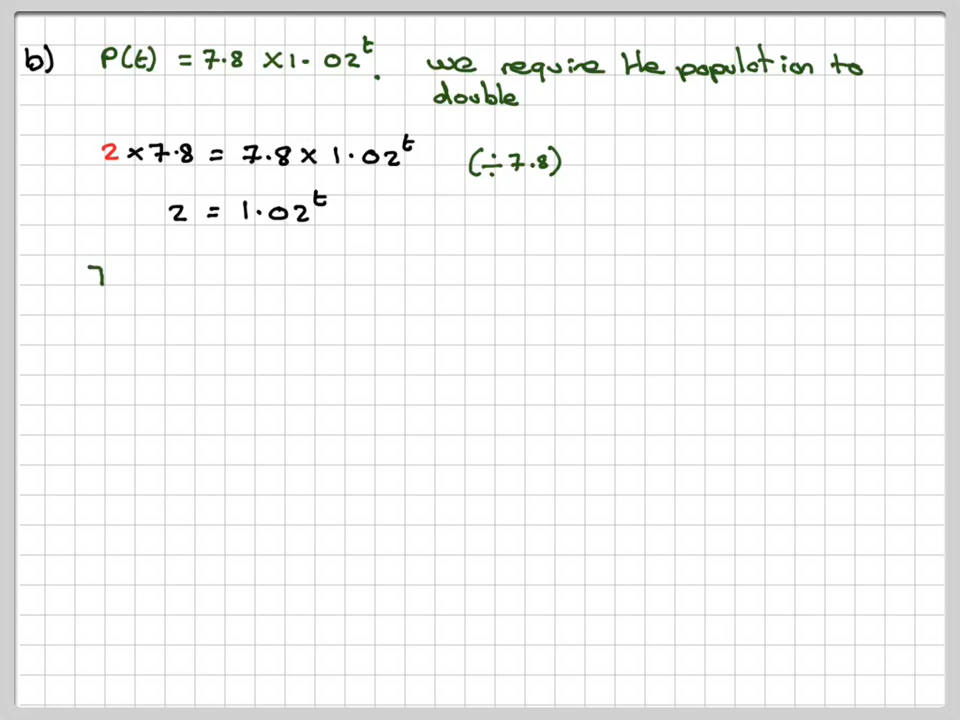 b) P(t) = 7.8 × 1.02^t. we require the population to
double
2 × 7.8 = 7.8 × 1.02^t (÷ 7.8)
2 = 1.02^t